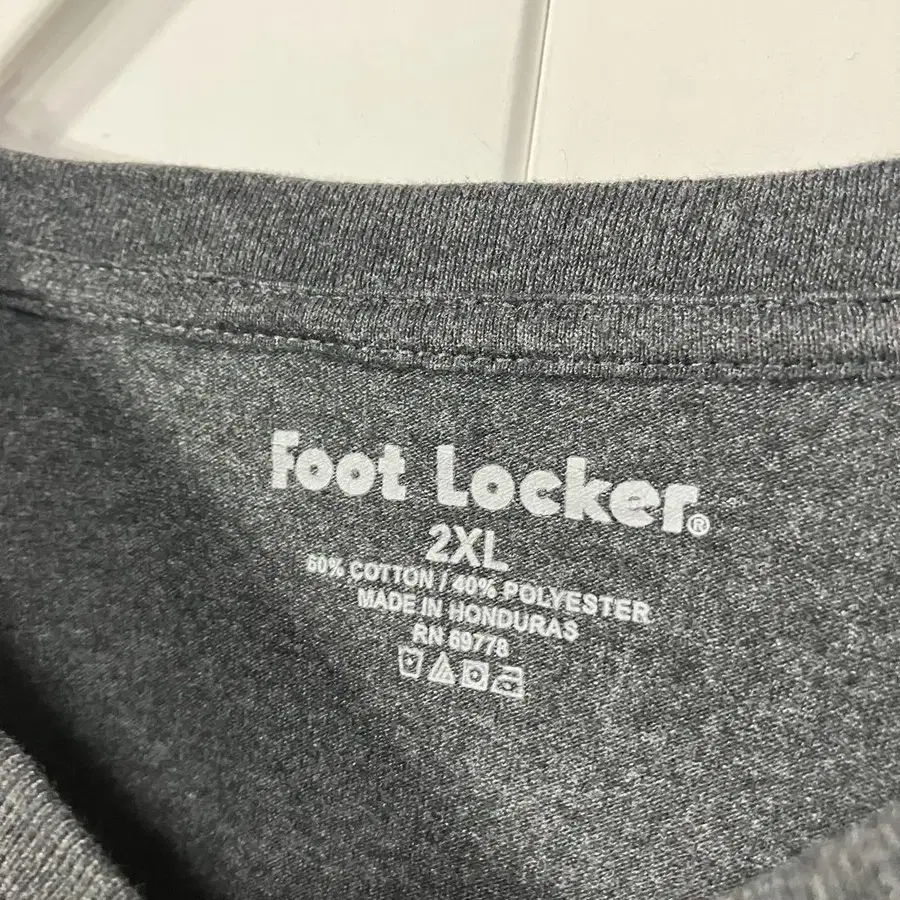 Foot Locker®
2XL
60% COTTON / 40% POLYESTER
MADE IN HONDURAS
RN 69778